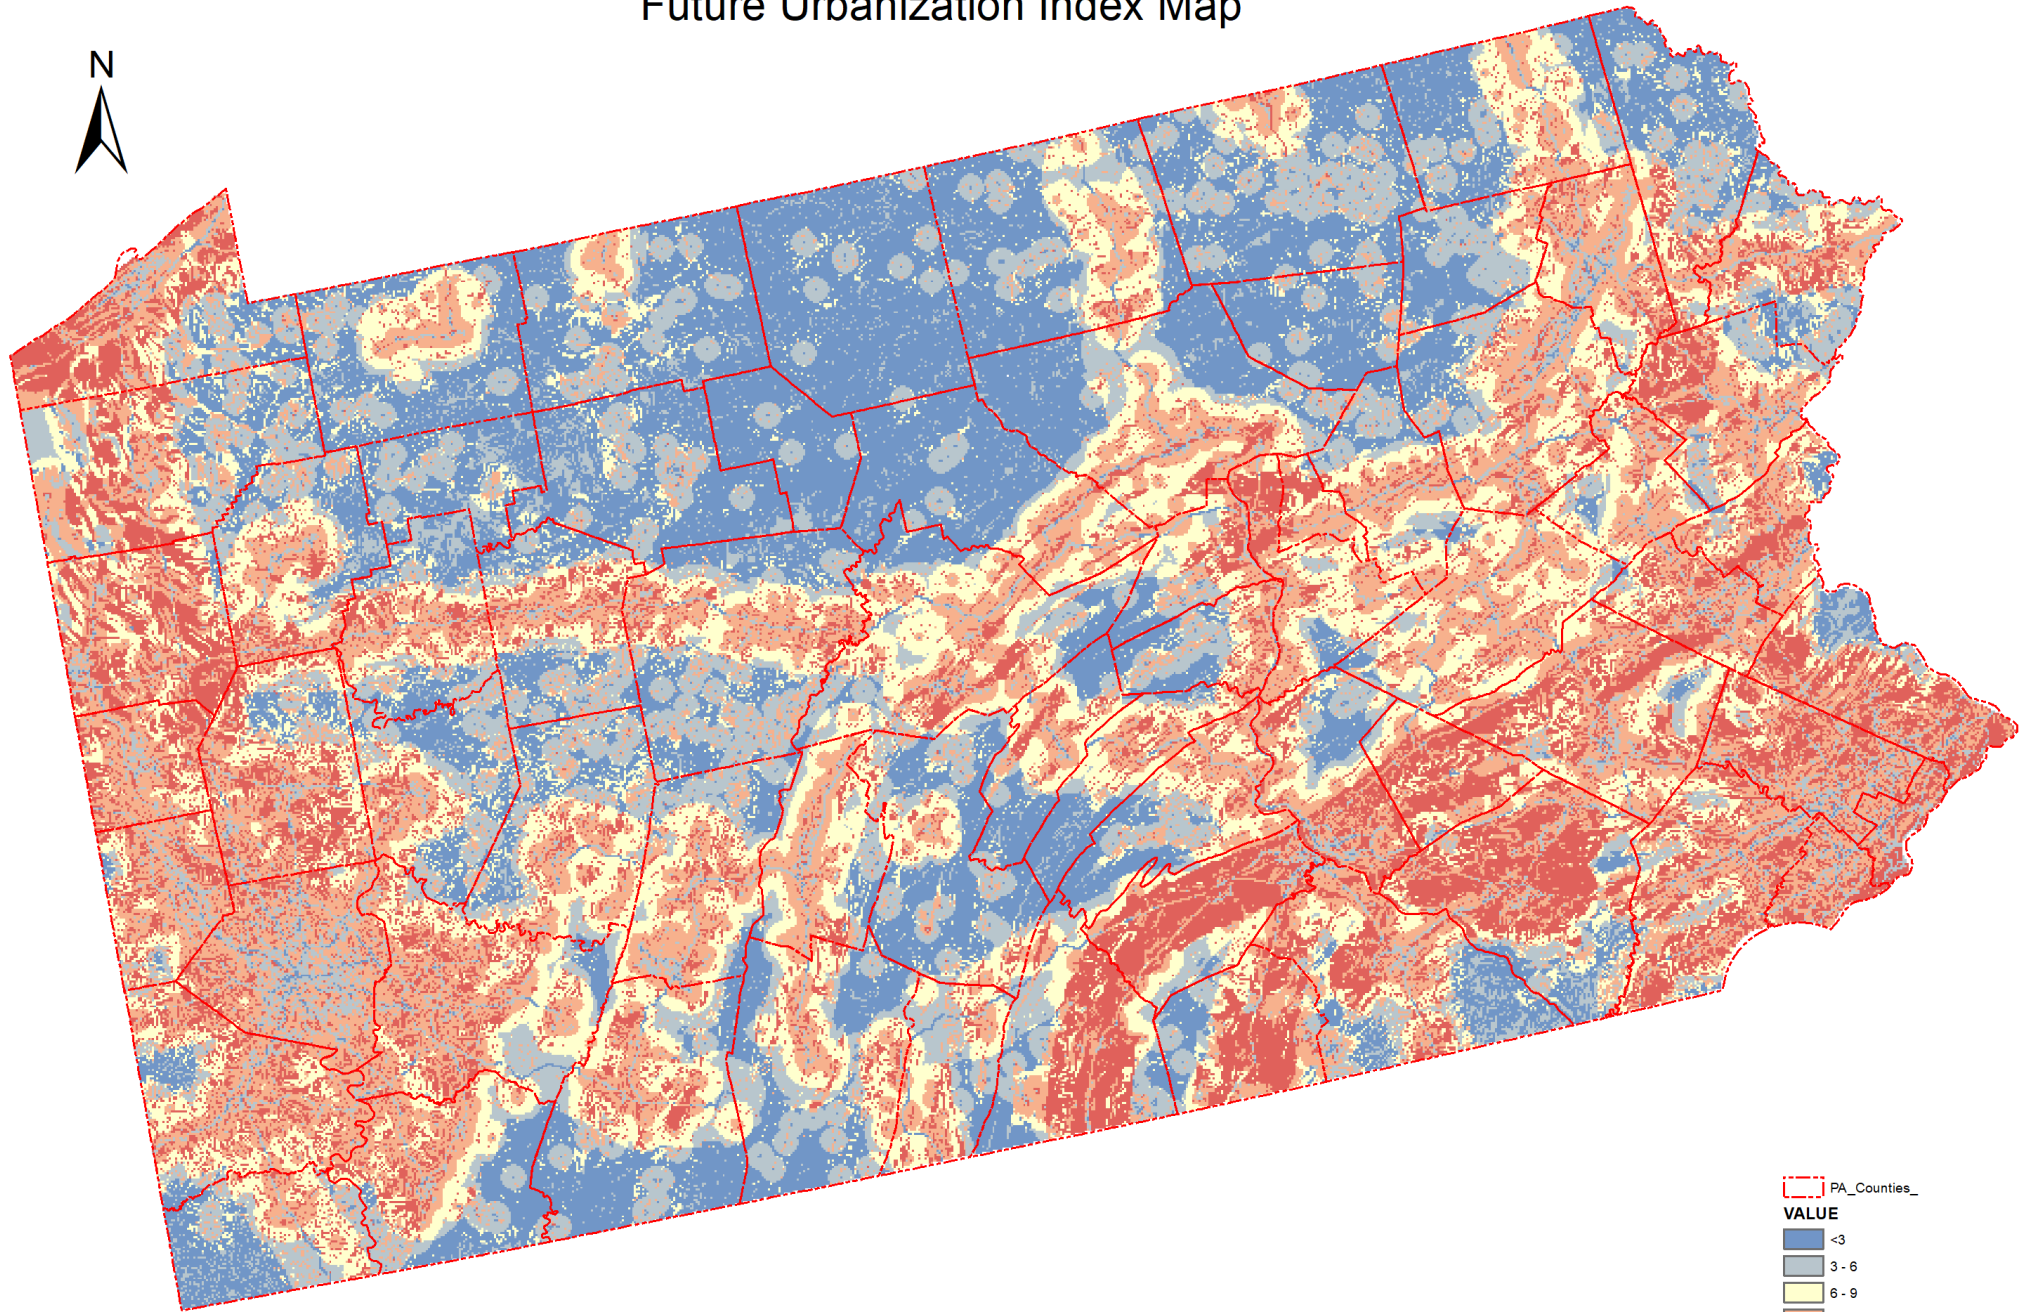 Future Urbanization Index Map
N
PA_Counties_
VALUE
<3
3 - 6
6 - 9